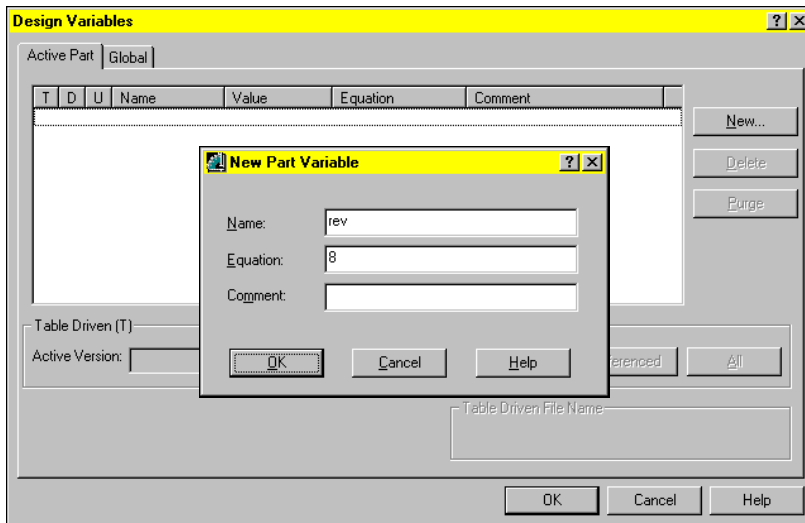 Design Variables
Active Part Global
T D U Name Value Equation Comment
New...
Delete
Purge
New Part Variable
Name: rev
Equation: 8
Comment:
OK Cancel Help
Table Driven (T)
Active Version:
erenced All
Table Driven File Name
OK Cancel Help